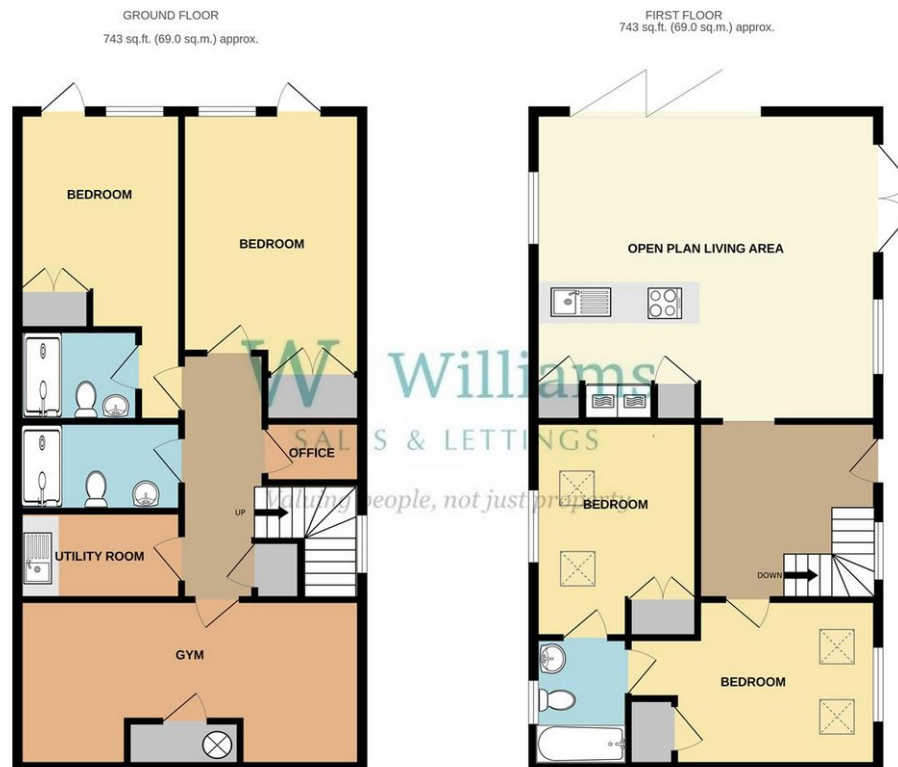 GROUND FLOOR
743 sq.ft. (69.0 sq.m.) approx.
BEDROOM
BEDROOM
OFFICE
UP
UTILITY ROOM
GYM
FIRST FLOOR
743 sq.ft. (69.0 sq.m.) approx.
OPEN PLAN LIVING AREA
BEDROOM
DOWN
BEDROOM
W Williams
SALES & LETTINGS
Valuing people, not just property